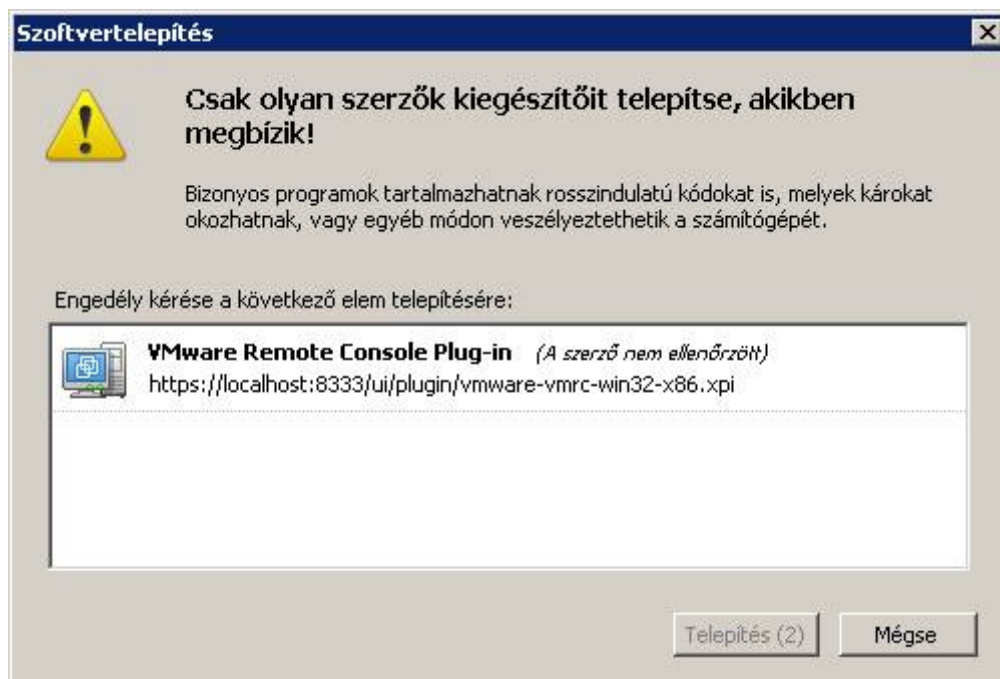 Szoftvertelepítés
Csak olyan szerzők kiegészítőit telepítse, akikben
megbízik!
Bizonyos programok tartalmazhatnak rosszindulatú kódokat is, melyek károkat
okozhatnak, vagy egyéb módon veszélyeztethetik a számítógépét.
Engedély kérése a következő elem telepítésére:
VMware Remote Console Plug-in (A szerző nem ellenőrzött)
https://localhost:8333/ui/plugin/vmware-vmrc-win32-x86.xpi
Telepítés (2) Mégse